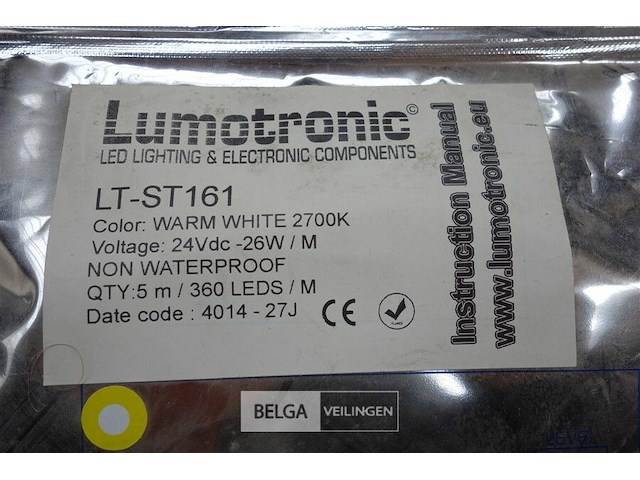 Lumotronic©
LED LIGHTING & ELECTRONIC COMPONENTS
LT-ST161
Color: WARM WHITE 2700K
Voltage: 24Vdc -26W / M
NON WATERPROOF
QTY:5 m / 360 LEDS / M
Date code : 4014 - 27J
CE
Instruction Manual
www.lumotronic.eu
BELGA VEILINGEN
LEVEL